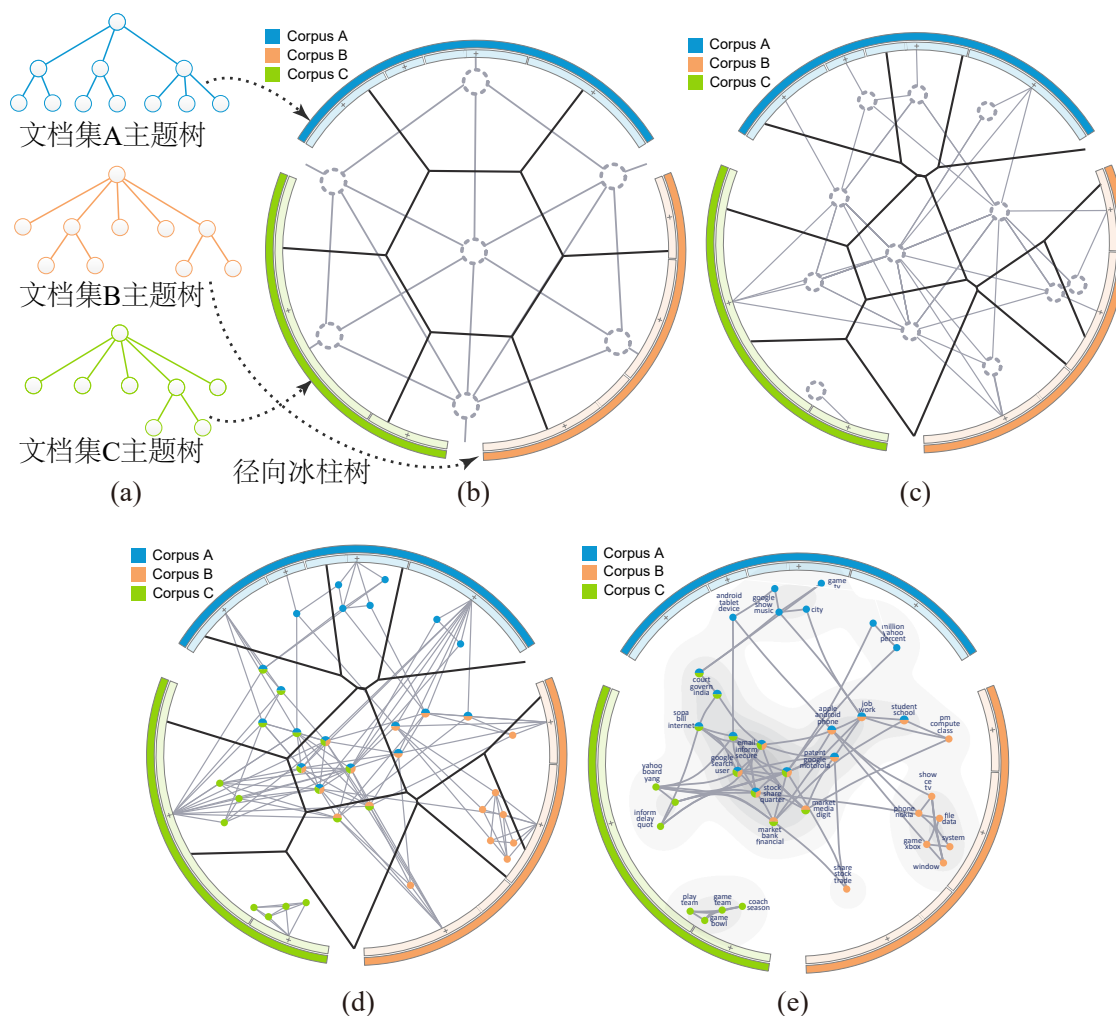 文档集A主题树
文档集B主题树
文档集C主题树
(a)
Corpus A
Corpus B
Corpus C
径向冰柱树
(b)
Corpus A
Corpus B
Corpus C
(c)
Corpus A
Corpus B
Corpus C
(d)
Corpus A
Corpus B
Corpus C
game
tv
android
tablet
device
google
show
music
city
million
yahoo
percent
court
govern
india
sopa
bill
internet
apple
android
phone
job
work
student
school
pm
compute
class
email
inform
secure
patent
google
motorola
google
search
user
yahoo
board
yang
stock
share
quarter
inform
delay
quot
market
media
digit
market
bank
financial
show
ce
tv
phone
nokia
file
data
game
xbox
system
window
share
stock
trade
play
team
game
team
game
bowl
coach
season
(e)